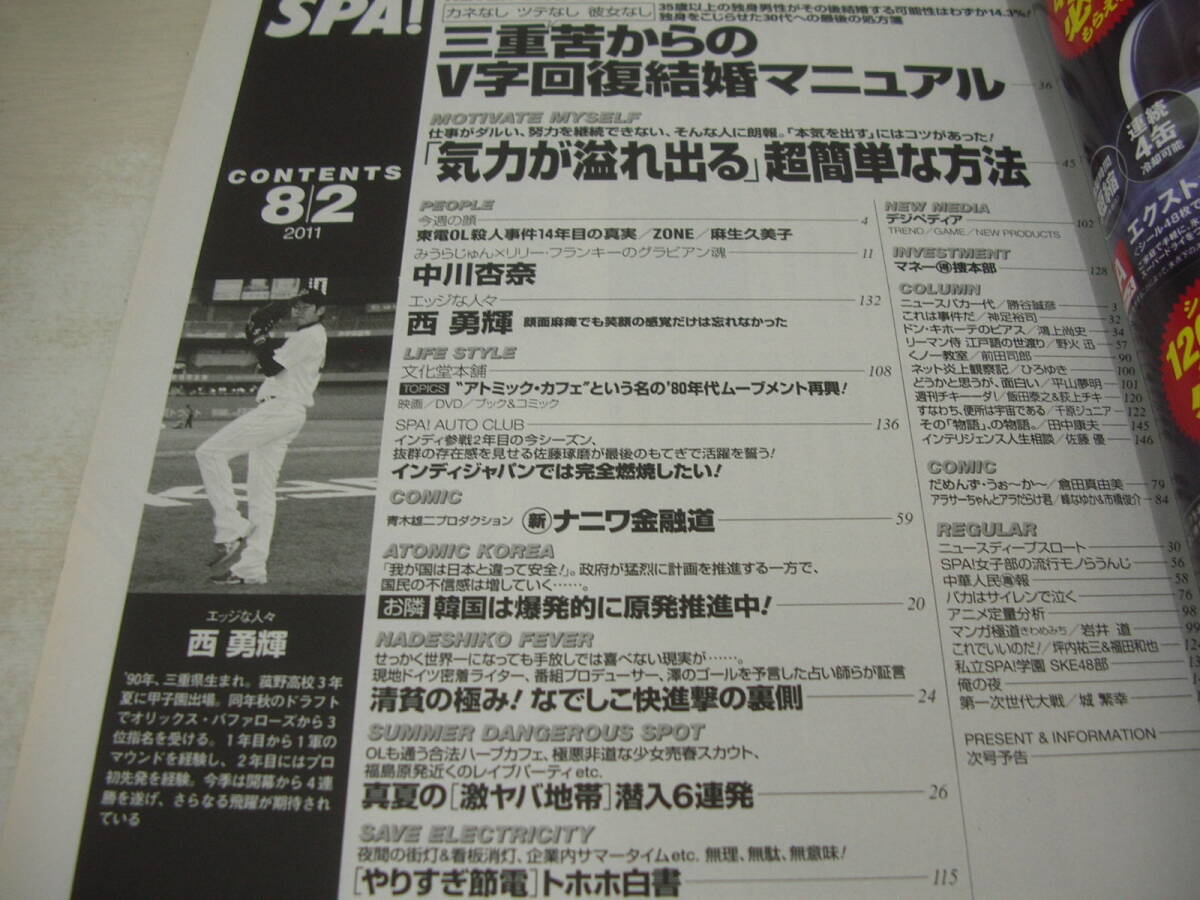 SPA!
CONTENTS
8/2
2011
エッジな人々
西 勇輝
'90年、三重県生まれ。菰野高校3年
夏に甲子園出場。同年秋のドラフト
でオリックス・バファローズから3
位指名を受ける。1年目から1軍の
マウンドを経験し、2年目にはプロ
初先発を経験。今季は開幕から4連
勝を遂げ、さらなる飛躍が期待され
ている
カネなし ツテなし 彼女なし
35歳以上の独身男性がその後結婚する可能性はわずか14.3%!
独身をこじらせた30代への最後の処方箋
三重苦からの
V字回復結婚マニュアル 36
MOTIVATE MYSELF
仕事がダルい、努力を継続できない、そんな人に朗報。「本気を出す」にはコツがあった!
「気力が溢れ出る」超簡単な方法 45
PEOPLE
今週の顔 4
東電OL殺人事件14年目の真実/ZONE/麻生久美子
みうらじゅん×リリー・フランキーのグラビアン魂 11
中川杏奈
エッジな人々 132
西 勇輝 顔面麻痺でも笑顔の感覚だけは忘れなかった
LIFE STYLE
文化堂本舗 108
TOPICS “アトミック・カフェ”という名の'80年代ムーブメント再興!
映画/DVD/ブック&コミック
SPA! AUTO CLUB 136
インディ参戦2年目の今シーズン、
抜群の存在感を見せる佐藤琢磨が最後のもてぎで活躍を誓う!
インディジャパンでは完全燃焼したい!
COMIC
青木雄二プロダクション 新 ナニワ金融道 59
ATOMIC KOREA
「我が国は日本と違って安全!」。政府が猛烈に計画を推進する一方で、
国民の不信感は増していく……。
お隣 韓国は爆発的に原発推進中! 20
NADESHIKO FEVER
せっかく世界一になっても手放しでは喜べない現実が……。
現地ドイツ密着ライター、番組プロデューサー、澤のゴールを予言した占い師らが証言
清貧の極み! なでしこ快進撃の裏側 24
SUMMER DANGEROUS SPOT
OLも通う合法ハーブカフェ、極悪非道な少女売春スカウト、
福島原発近くのレイプパーティ etc.
真夏の[激ヤバ地帯]潜入6連発 26
SAVE ELECTRICITY
夜間の街灯&看板消灯、企業内サマータイム etc. 無理、無駄、無意味!
[やりすぎ節電]トホホ白書 115
NEW MEDIA
デジペディア 102
TREND/GAME/NEW PRODUCTS
INVESTMENT
マネー得捜本部 128
COLUMN
ニュースバカ一代/勝谷誠彦 3
これは事件だ/神足裕司 32
ドン・キホーテのピアス/鴻上尚史 34
リーマン侍 江戸語の世渡り/野火 迅 57
くノ一教室/前田司郎 90
ネット炎上観察記/ひろゆき 100
どうかと思うが、面白い/平山夢明 101
週刊チキーーダ!/飯田泰之&荻上チキ 120
すなわち、便所は宇宙である/千原ジュニア 122
その「物語」、の物語。/田中康夫 145
インテリジェンス人生相談/佐藤 優 146
COMIC
だめんず・うぉ~か~/倉田真由美 79
アラサーちゃんとアラだらけ君/峰なゆか&市橋俊介 84
REGULAR
ニュースディープスロート 30
SPA!女子部の流行モノらうんじ 56
中華人民毎報 58
バカはサイレンで泣く 76
アニメ定量分析 98
マンガ極道きわめみち/岩井 道 99
これでいいのだ!/坪内祐三&福田和也
私立SPA!学園 SKE48部
俺の夜
第一次世代大戦/城 繁幸
PRESENT & INFORMATION
次号予告
連続
4缶
冷却可能
エクスト